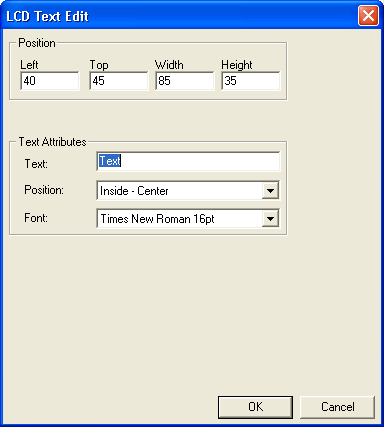 LCD Text Edit
Position
Left Top Width Height
40 45 85 35
Text Attributes
Text: Text
Position: Inside - Center
Font: Times New Roman 16pt
OK Cancel